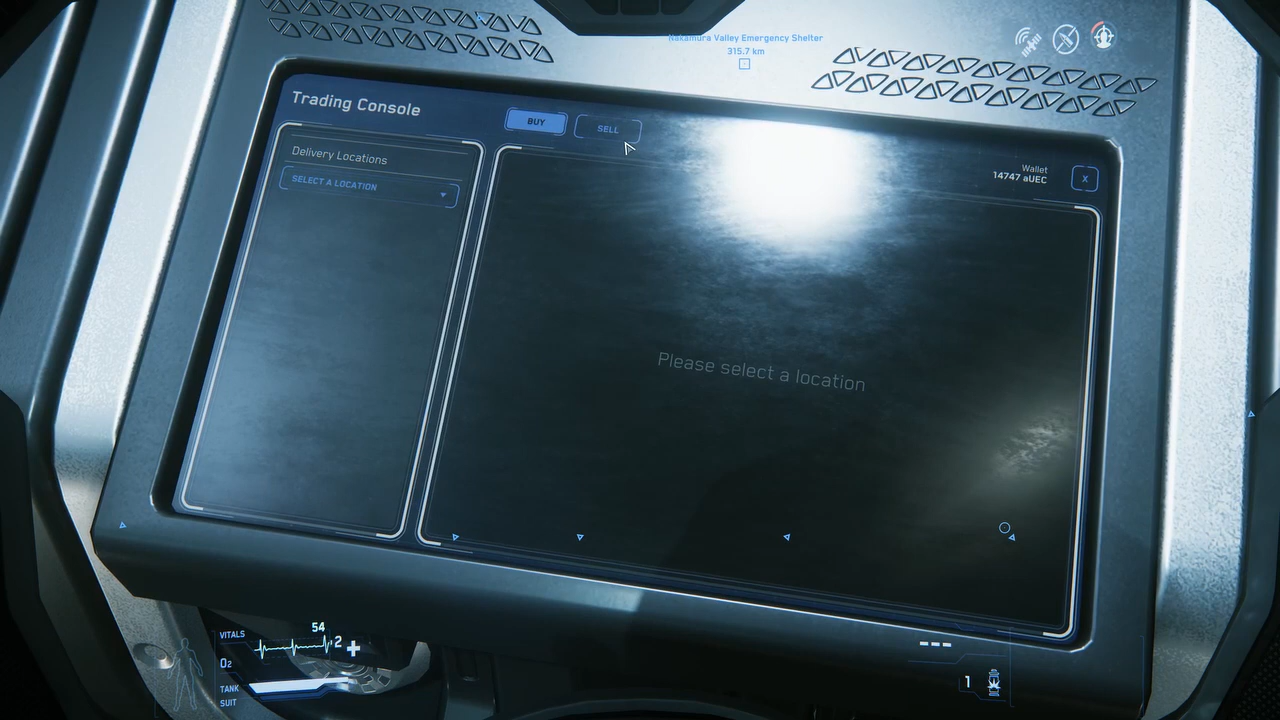 Nakamura Valley Emergency Shelter
315.7 km
Trading Console
BUY
SELL
Delivery Locations
SELECT A LOCATION
Wallet
14747 aUEC
X
Please select a location
VITALS
54
O2
TANK
SUIT
1